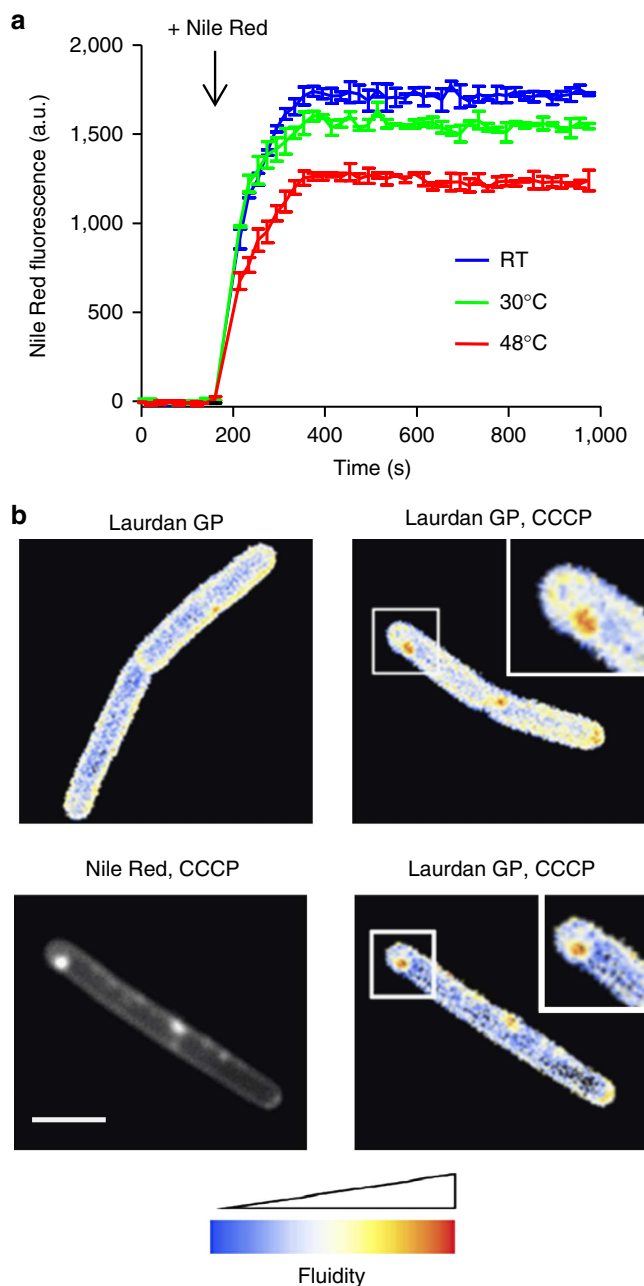 a
+ Nile Red
2,000
1,500
1,000
500
0
Nile Red fluorescence (a.u.)
RT
30°C
48°C
0 200 400 600 800 1,000
Time (s)
b
Laurdan GP
Laurdan GP, CCCP
Nile Red, CCCP
Laurdan GP, CCCP
Fluidity